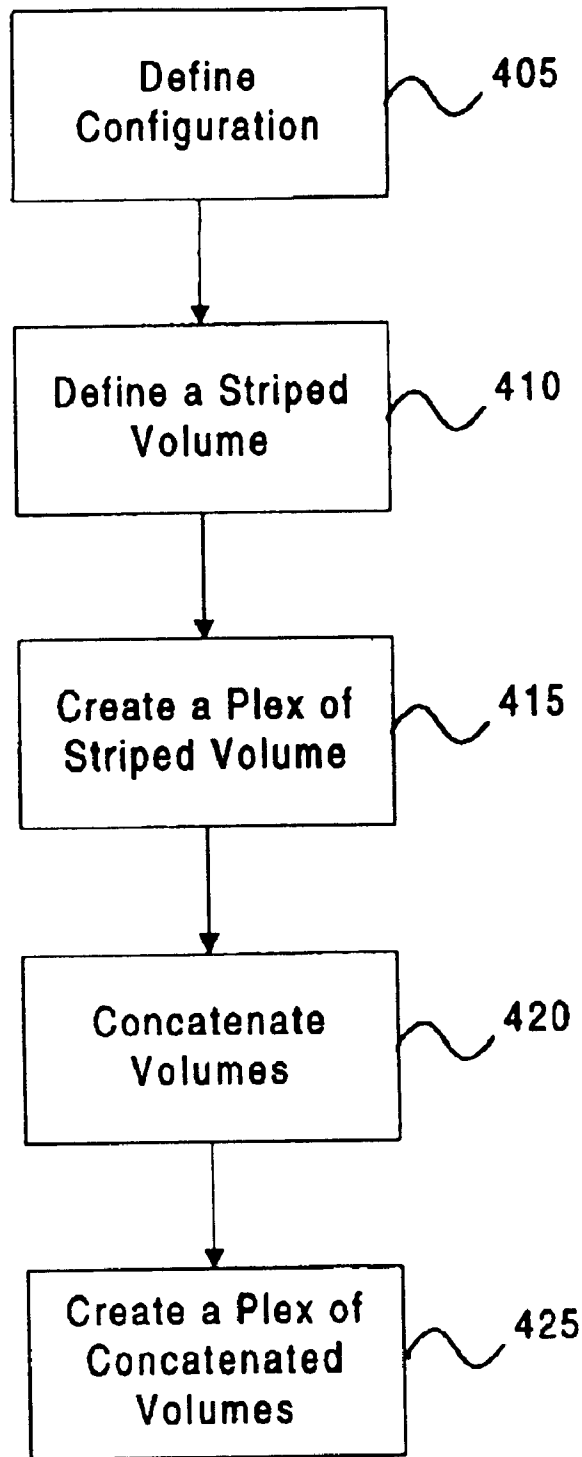 Define
Configuration
405
Define a Striped
Volume
410
Create a Plex of
Striped Volume
415
Concatenate
Volumes
420
Create a Plex of
Concatenated
Volumes
425